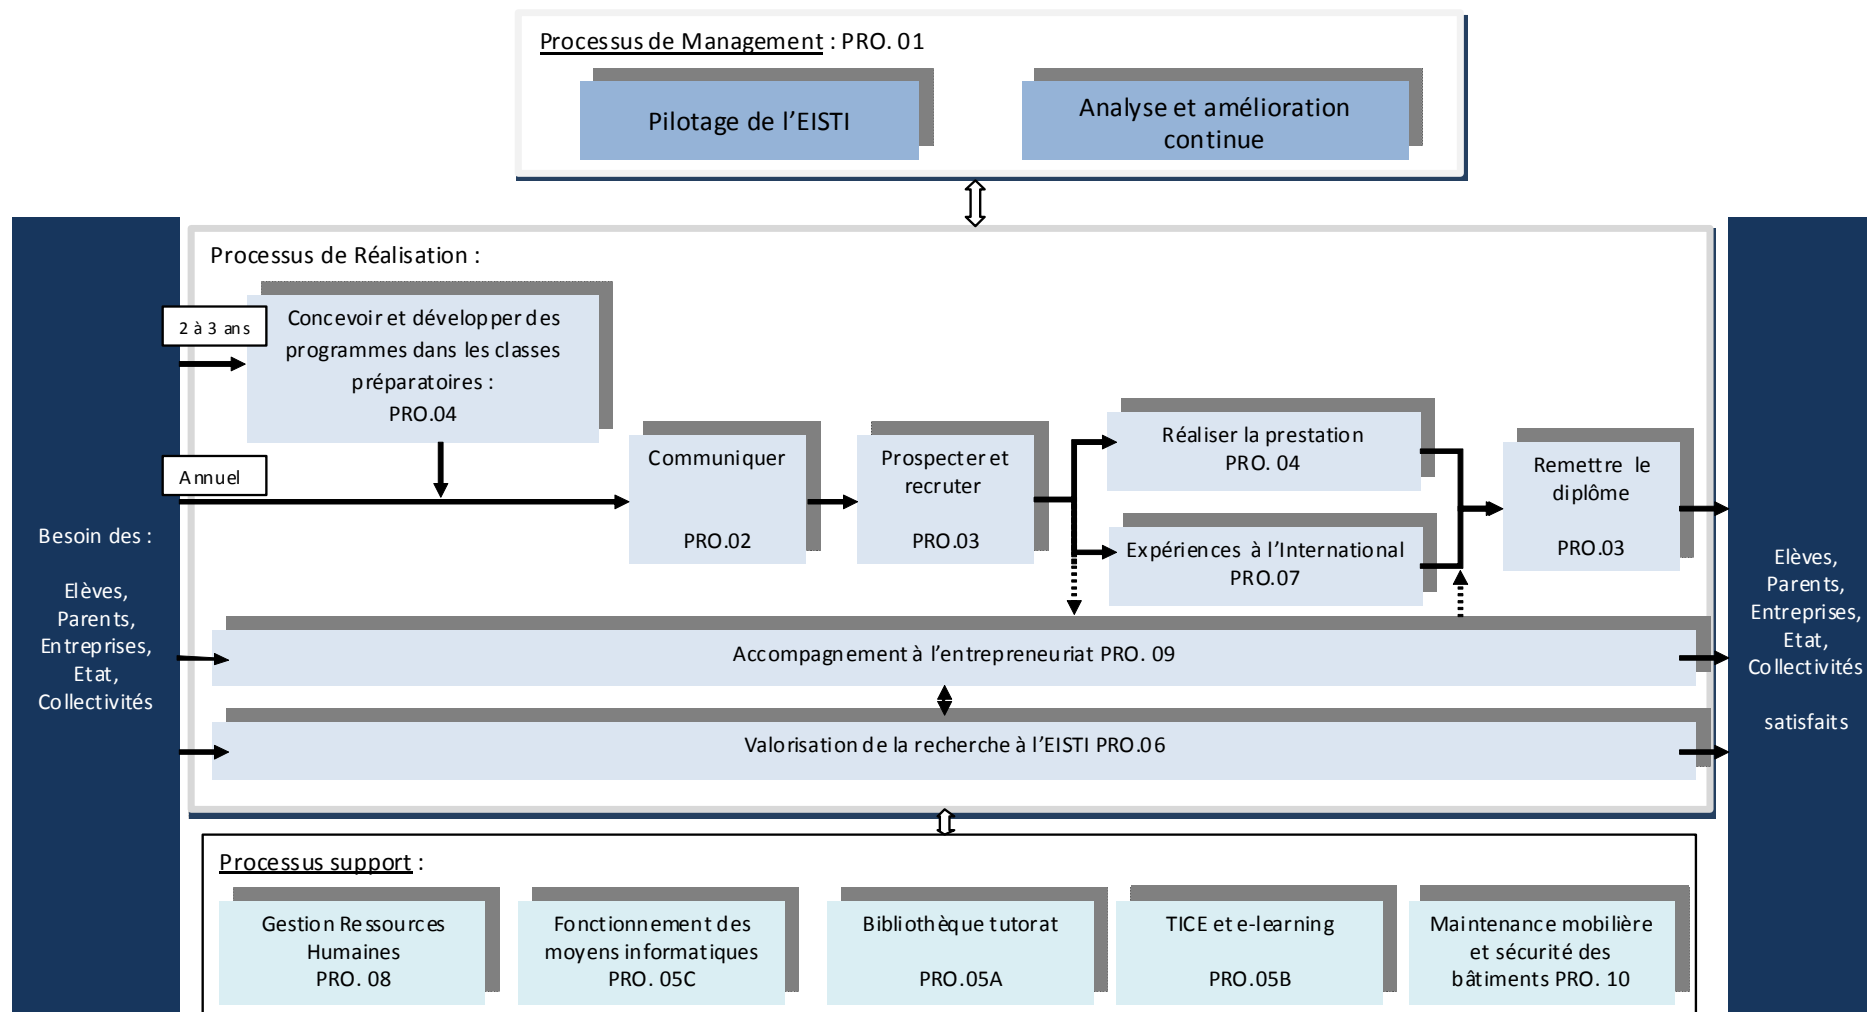 Processus de Management : PRO. 01
Pilotage de l’EISTI
Analyse et amélioration
continue
Processus de Réalisation :
2 à 3 ans
Concevoir et développer des
programmes dans les classes
préparatoires :
PRO.04
Annuel
Communiquer
PRO.02
Prospecter et
recruter
PRO.03
Réaliser la prestation
PRO. 04
Expériences à l’International
PRO.07
Remettre le
diplôme
PRO.03
Besoin des :
Elèves,
Parents,
Entreprises,
Etat,
Collectivités
Elèves,
Parents,
Entreprises,
Etat,
Collectivités
satisfaits
Accompagnement à l’entrepreneuriat PRO. 09
Valorisation de la recherche à l’EISTI PRO.06
Processus support :
Gestion Ressources
Humaines
PRO. 08
Fonctionnement des
moyens informatiques
PRO. 05C
Bibliothèque tutorat
PRO.05A
TICE et e-learning
PRO.05B
Maintenance mobilière
et sécurité des
bâtiments PRO. 10